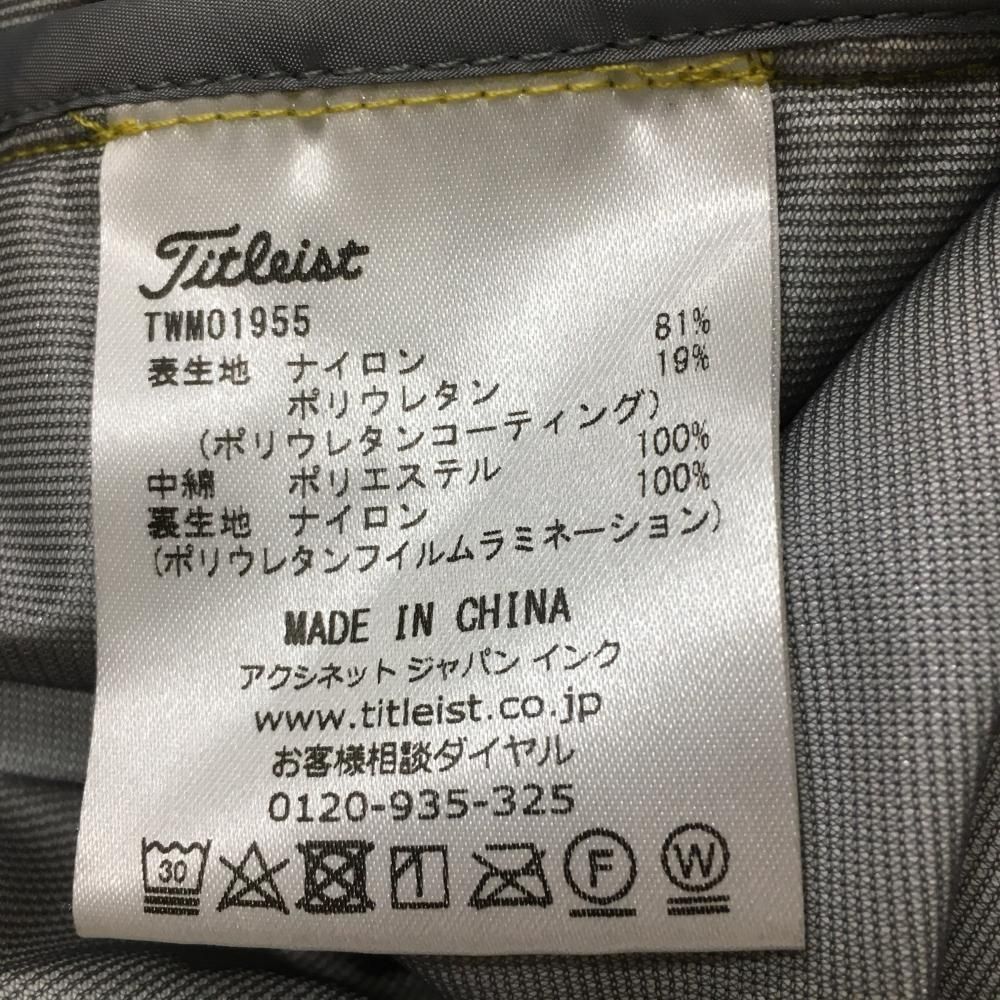 Titleist
TWM01955
表生地 ナイロン 81%
ポリウレタン 19%
(ポリウレタンコーティング)
中綿 ポリエステル 100%
裏生地 ナイロン 100%
(ポリウレタンフイルムラミネーション)
MADE IN CHINA
アクシネット ジャパン インク
www.titleist.co.jp
お客様相談ダイヤル
0120-935-325
30 F W